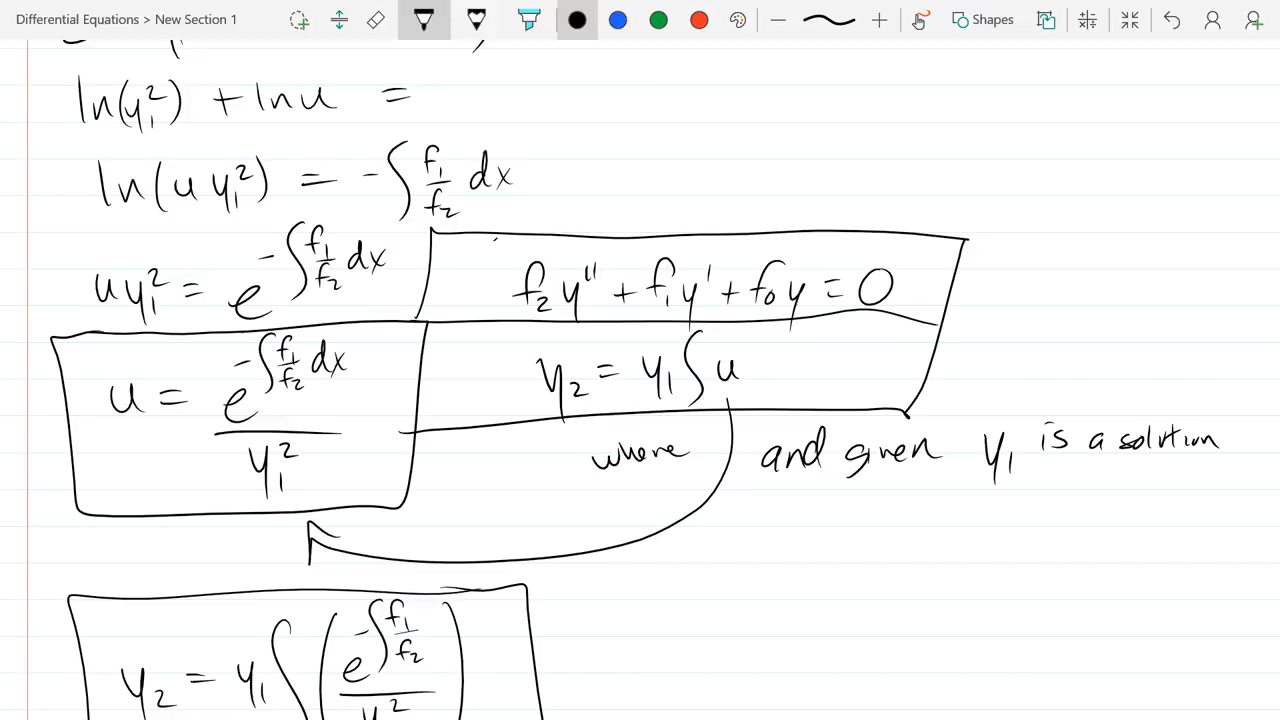 Differential Equations > New Section 1
Shapes
ln(y₁²) + ln u =
ln(u y₁²) = -∫ f₁/f₂ dx
u y₁² = e^(-∫ f₁/f₂ dx)
f₂y'' + f₁y' + f₀y = 0
u = e^(-∫ f₁/f₂ dx) / y₁²
y₂ = y₁ ∫ u
where and given y₁ is a solution
y₂ = y₁ ∫ (e^(-∫ f₁/f₂) / y₁²)